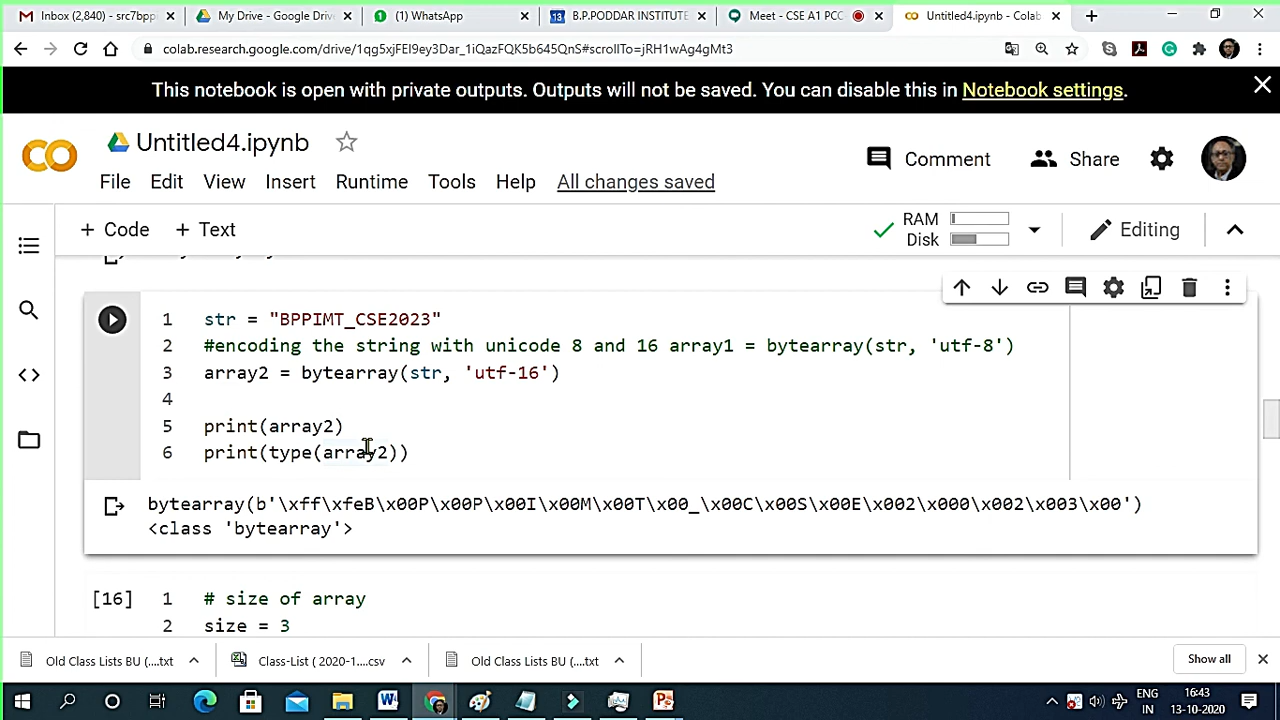 Inbox (2,840) - src7bpp
My Drive - Google Driv
(1) WhatsApp
B.P.PODDAR INSTITUTE
Meet - CSE A1 PCC
Untitled4.ipynb - Colab
colab.research.google.com/drive/1qg5xjFEI9ey3Dar_1iQazFQK5b645QnS#scrollTo=jRH1wAg4gMt3
This notebook is open with private outputs. Outputs will not be saved. You can disable this in Notebook settings.
Untitled4.ipynb
Comment Share
File Edit View Insert Runtime Tools Help All changes saved
+ Code + Text RAM Disk Editing
1 str = "BPPIMT_CSE2023"
2 #encoding the string with unicode 8 and 16 array1 = bytearray(str, 'utf-8')
3 array2 = bytearray(str, 'utf-16')
4
5 print(array2)
6 print(type(array2))
bytearray(b'\xff\xfeB\x00P\x00P\x00I\x00M\x00T\x00_\x00C\x00S\x00E\x002\x000\x002\x003\x00')
<class 'bytearray'>
[16] 1 # size of array
2 size = 3
Old Class Lists BU (....txt
Class-List ( 2020-1....csv
Old Class Lists BU (....txt
Show all
ENG 16:43
IN 13-10-2020